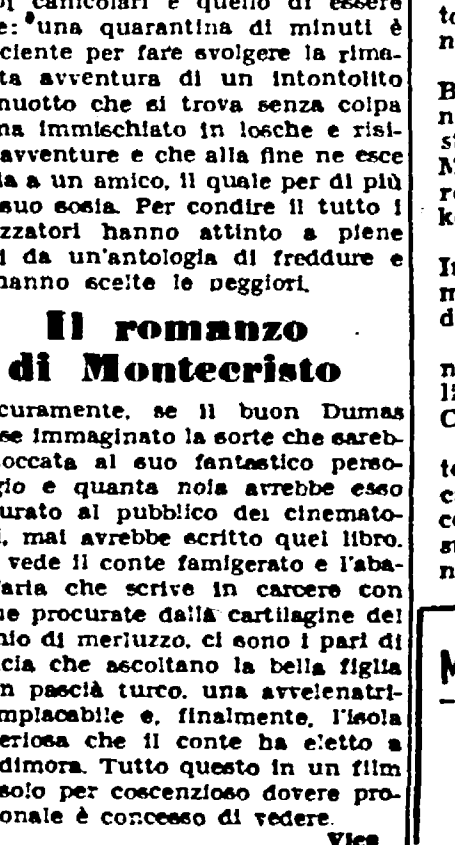 canicolari e quello di essere
e: "una quarantina di minuti è
ciente per fare svolgere la rima-
ta avventura di un intontolito
nuotto che si trova senza colpa
na immischiato in losche e risi-
avventure e che alla fine ne esce
la a un amico, il quale per di più
suo sosia. Per condire il tutto i
zzatori hanno attinto a piene
i da un'antologia di freddure e
hanno scelte le peggiori.
Il romanzo
di Montecristo
curamente, se il buon Dumas
se immaginato la sorte che sareb-
occata al suo fantastico perso-
gio e quanta noia avrebbe esso
urato al pubblico dei cinemato-
i, mai avrebbe scritto quel libro.
vede il conte famigerato e l'aba-
Faria che scrive in carcere con
ne procurate dalla cartilagine del
hio di merluzzo, ci sono i pari di
cia che ascoltano la bella figlia
n pascià turco, una avvelenatri-
mplacabile e, finalmente, l'isola
eriosa che il conte ha eletto a
dimora. Tutto questo in un film
solo per coscenzioso dovere pro-
onale è concesso di vedere.
Vice